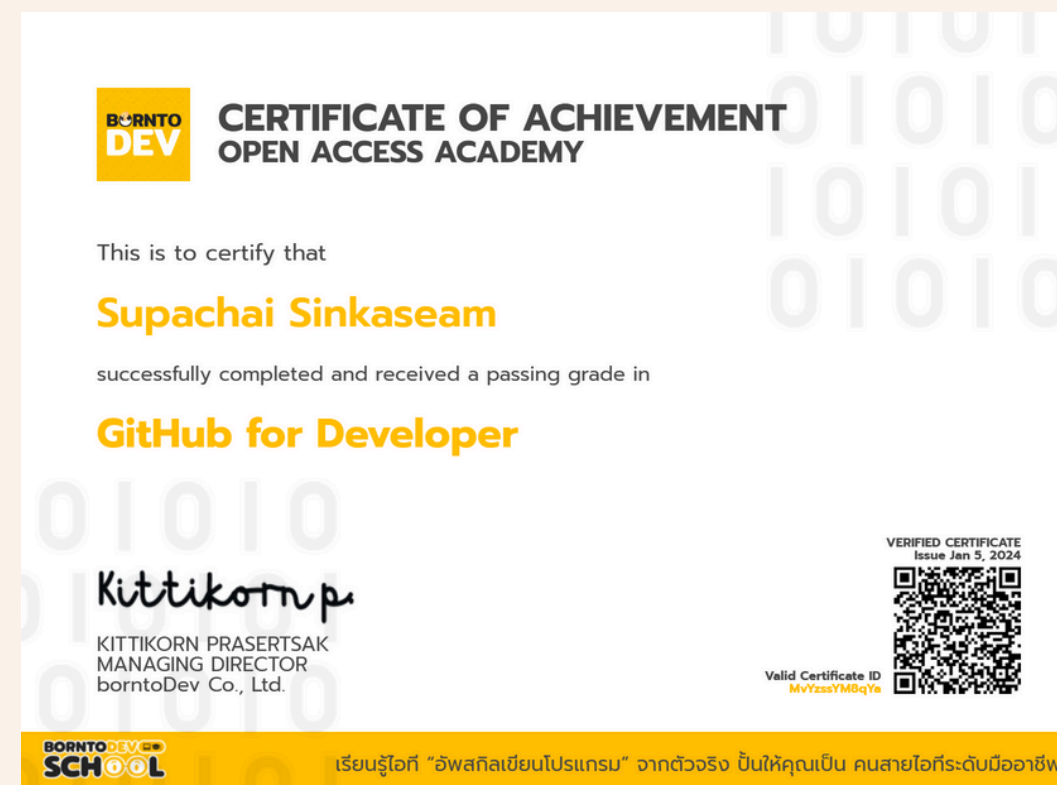 BORNTO
DEV
CERTIFICATE OF ACHIEVEMENT
OPEN ACCESS ACADEMY
This is to certify that
Supachai Sinkaseam
successfully completed and received a passing grade in
GitHub for Developer
Kittikorn p.
KITTIKORN PRASERTSAK
MANAGING DIRECTOR
borntoDev Co., Ltd.
VERIFIED CERTIFICATE
Issue Jan 5, 2024
Valid Certificate ID
MvYzssYM8qYa
BORNTODEV
SCHOOL
เรียนรู้ไอที “อัพสกิลเขียนโปรแกรม” จากตัวจริง ปั้นให้คุณเป็น คนสายไอทีระดับมืออาชีพ